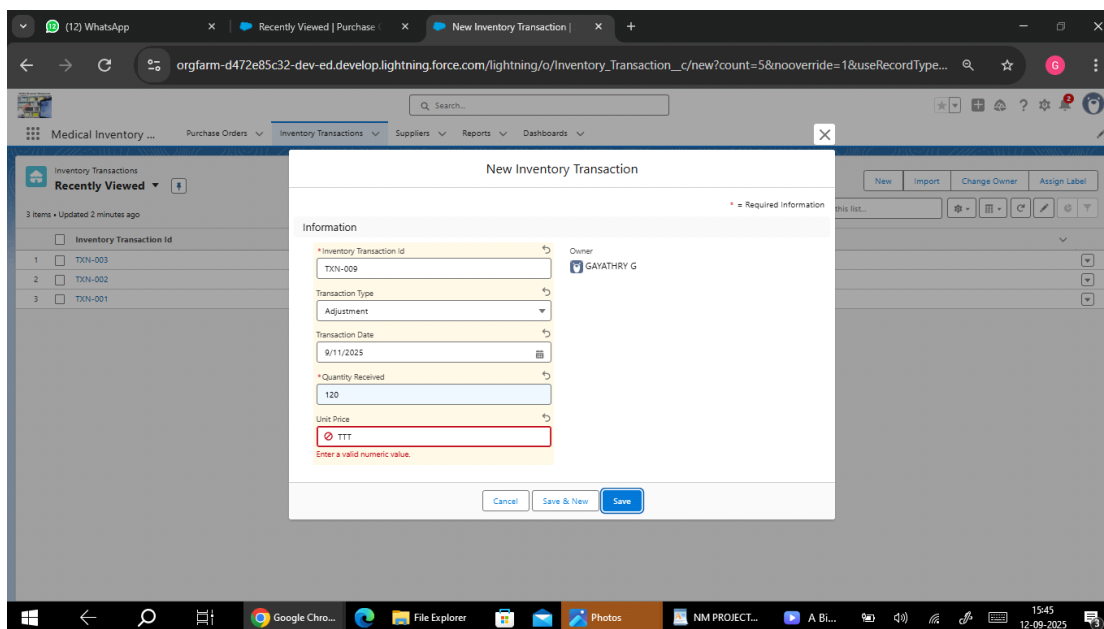 (12) WhatsApp
Recently Viewed | Purchase
New Inventory Transaction |
orgfarm-d472e85c32-dev-ed.develop.lightning.force.com/lightning/o/Inventory_Transaction__c/new?count=5&nooverride=1&useRecordType...
G
Search...
Medical Inventory ...
Purchase Orders
Inventory Transactions
Suppliers
Reports
Dashboards
Inventory Transactions
Recently Viewed
New
Import
Change Owner
Assign Label
3 items • Updated 2 minutes ago
this list...
Inventory Transaction Id
1 TXN-003
2 TXN-002
3 TXN-001
New Inventory Transaction
* = Required Information
Information
*Inventory Transaction Id
TXN-009
Owner
GAYATHRY G
Transaction Type
Adjustment
Transaction Date
9/11/2025
*Quantity Received
120
Unit Price
TTT
Enter a valid numeric value.
Cancel
Save & New
Save
Google Chro...
File Explorer
Photos
NM PROJECT...
A Bi...
15:45
12-09-2025